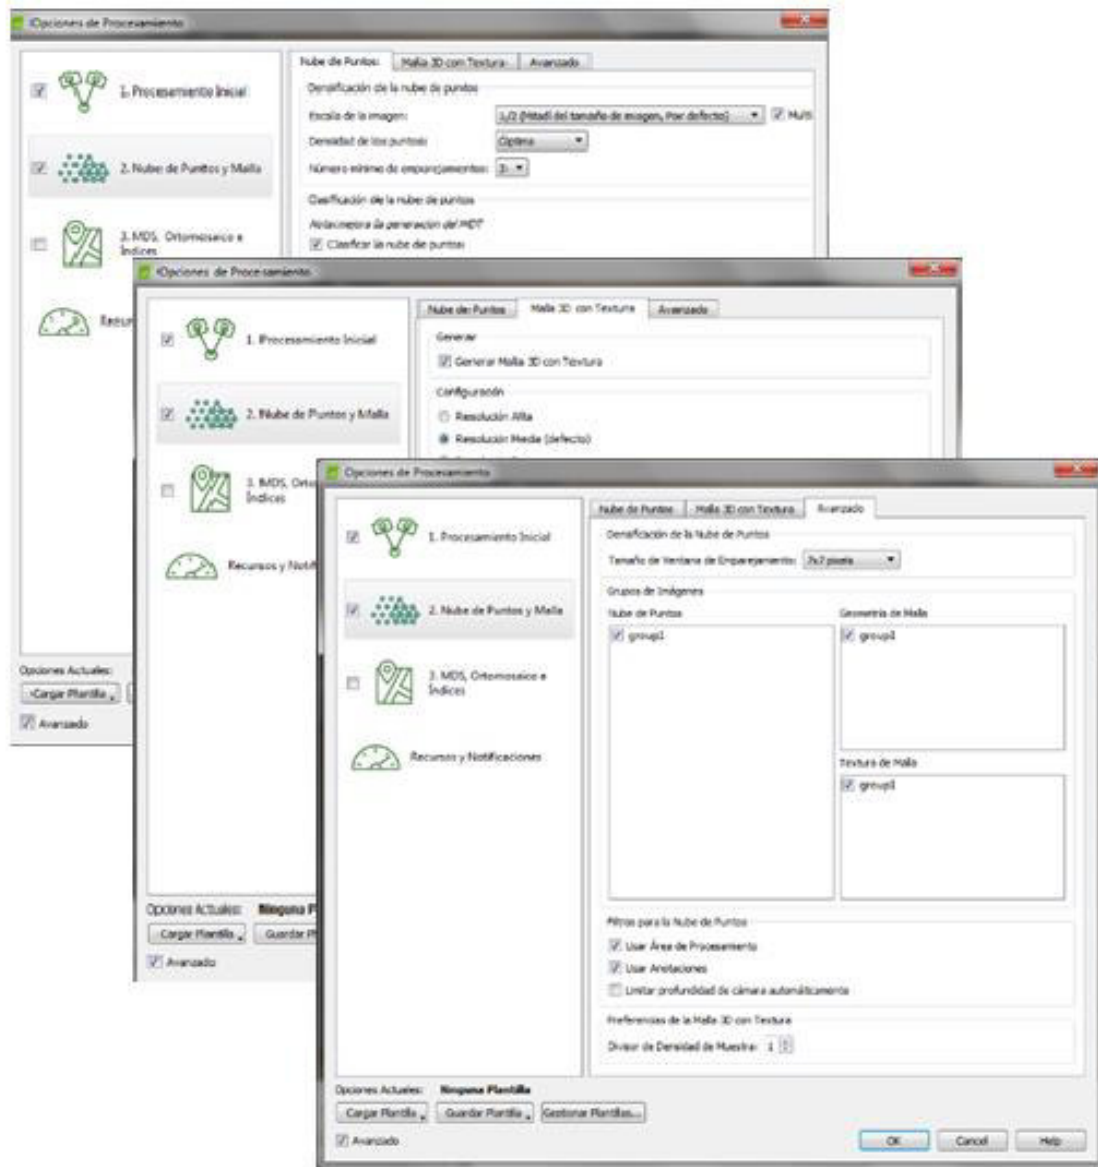 Opciones de Procesamiento
Nube de Puntos
Malla 3D con Textura
Avanzado
1. Procesamiento Inicial
Densificación de la nube de puntos
Escala de la imagen:
1/2 (Mitad del tamaño de imagen, Por defecto)
Multi
Densidad de los puntos:
Óptima
2. Nube de Puntos y Malla
Número mínimo de emparejamientos:
3
Clasificación de la nube de puntos
Nota:mejora la generación del MDT
3. MDS, Ortomosaico e
Índices
Clasificar la nube de puntos
Recur
Opciones Actuales:
Cargar Plantilla
Avanzado
Opciones de Procesamiento
Nube de Puntos
Malla 3D con Textura
Avanzado
1. Procesamiento Inicial
Generar
Generar Malla 3D con Textura
Configuración
2. Nube de Puntos y Malla
Resolución Alta
Resolución Media (defecto)
3. MDS, Orto
Índices
Recursos y Notifi
Opciones Actuales:
Ninguna P
Cargar Plantilla
Guardar Pl
Avanzado
Opciones de Procesamiento
Nube de Puntos
Malla 3D con Textura
Avanzado
1. Procesamiento Inicial
Densificación de la Nube de Puntos
Tamaño de Ventana de Emparejamiento:
7x7 pixels
Grupos de Imágenes
2. Nube de Puntos y Malla
Nube de Puntos
Geometría de Malla
group1
group1
3. MDS, Ortomosaico e
Índices
Recursos y Notificaciones
Textura de Malla
group1
Filtros para la Nube de Puntos
Usar Área de Procesamiento
Usar Anotaciones
Limitar profundidad de cámara automáticamente
Preferencias de la Malla 3D con Textura
Divisor de Densidad de Muestra: 1
Opciones Actuales:
Ninguna Plantilla
Cargar Plantilla
Guardar Plantilla
Gestionar Plantillas...
Avanzado
OK
Cancel
Help